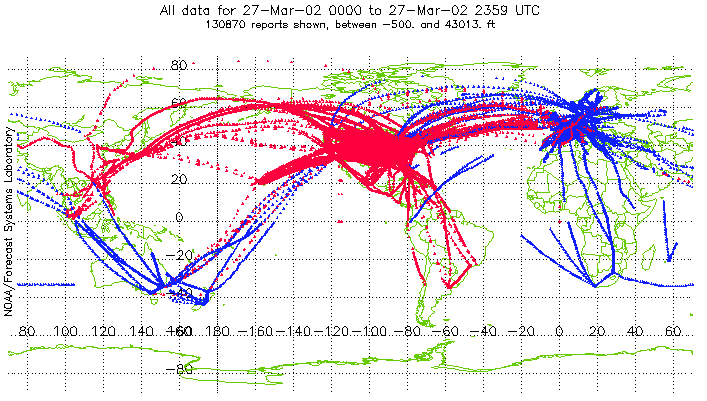 All data for 27-Mar-02 0000 to 27-Mar-02 2359 UTC
130870 reports shown, between -500. and 43013. ft
NOAA/Forecast Systems Laboratory
80
60
40
20
0
-20
-40
-60
-80
80. 100. 120. 140. 160. 180. -160. -140. -120. -100. -80. -60. -40. -20. 0. 20. 40. 60.